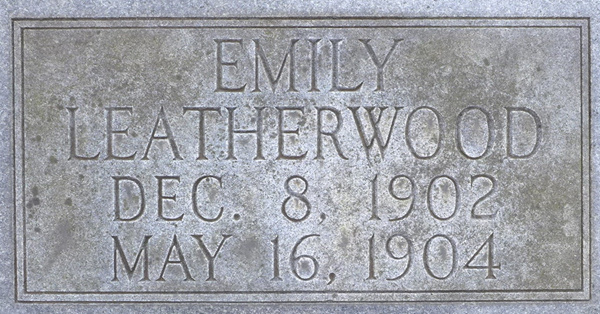 EMILY
LEATHERWOOD
DEC. 8, 1902
MAY 16, 1904